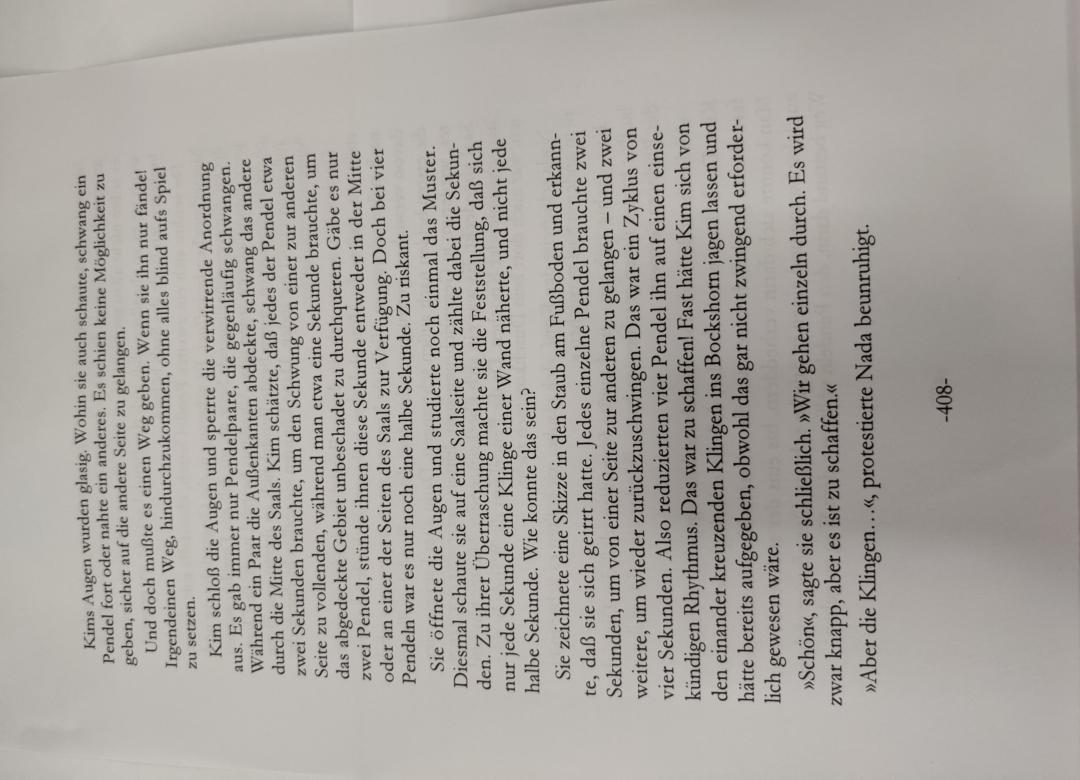 Kims Augen wurden glasig. Wohin sie auch schaute, schwang ein
Pendel fort oder nahte ein anderes. Es schien keine Möglichkeit zu
geben, sicher auf die andere Seite zu gelangen.
Und doch mußte es einen Weg geben. Wenn sie ihn nur fände!
Irgendeinen Weg, hindurchzukommen, ohne alles blind aufs Spiel
zu setzen.
Kim schloß die Augen und sperrte die verwirrende Anordnung
aus. Es gab immer nur Pendelpaare, die gegenläufig schwangen.
Während ein Paar die Außenkanten abdeckte, schwang das andere
durch die Mitte des Saals. Kim schätzte, daß jedes der Pendel etwa
zwei Sekunden brauchte, um den Schwung von einer zur anderen
Seite zu vollenden, während man etwa eine Sekunde brauchte, um
das abgedeckte Gebiet unbeschadet zu durchqueren. Gäbe es nur
zwei Pendel, stünde ihnen diese Sekunde entweder in der Mitte
oder an einer der Seiten des Saals zur Verfügung. Doch bei vier
Pendeln war es nur noch eine halbe Sekunde. Zu riskant.
Sie öffnete die Augen und studierte noch einmal das Muster.
Diesmal schaute sie auf eine Saalseite und zählte dabei die Sekun-
den. Zu ihrer Überraschung machte sie die Feststellung, daß sich
nur jede Sekunde eine Klinge einer Wand näherte, und nicht jede
halbe Sekunde. Wie konnte das sein?
Sie zeichnete eine Skizze in den Staub am Fußboden und erkann-
te, daß sie sich geirrt hatte. Jedes einzelne Pendel brauchte zwei
Sekunden, um von einer Seite zur anderen zu gelangen – und zwei
weitere, um wieder zurückzuschwingen. Das war ein Zyklus von
vier Sekunden. Also reduzierten vier Pendel ihn auf einen einse-
kündigen Rhythmus. Das war zu schaffen! Fast hätte Kim sich von
den einander kreuzenden Klingen ins Bockshorn jagen lassen und
hätte bereits aufgegeben, obwohl das gar nicht zwingend erforder-
lich gewesen wäre.
»Schön«, sagte sie schließlich. »Wir gehen einzeln durch. Es wird
zwar knapp, aber es ist zu schaffen.«
»Aber die Klingen…«, protestierte Nada beunruhigt.
-408-